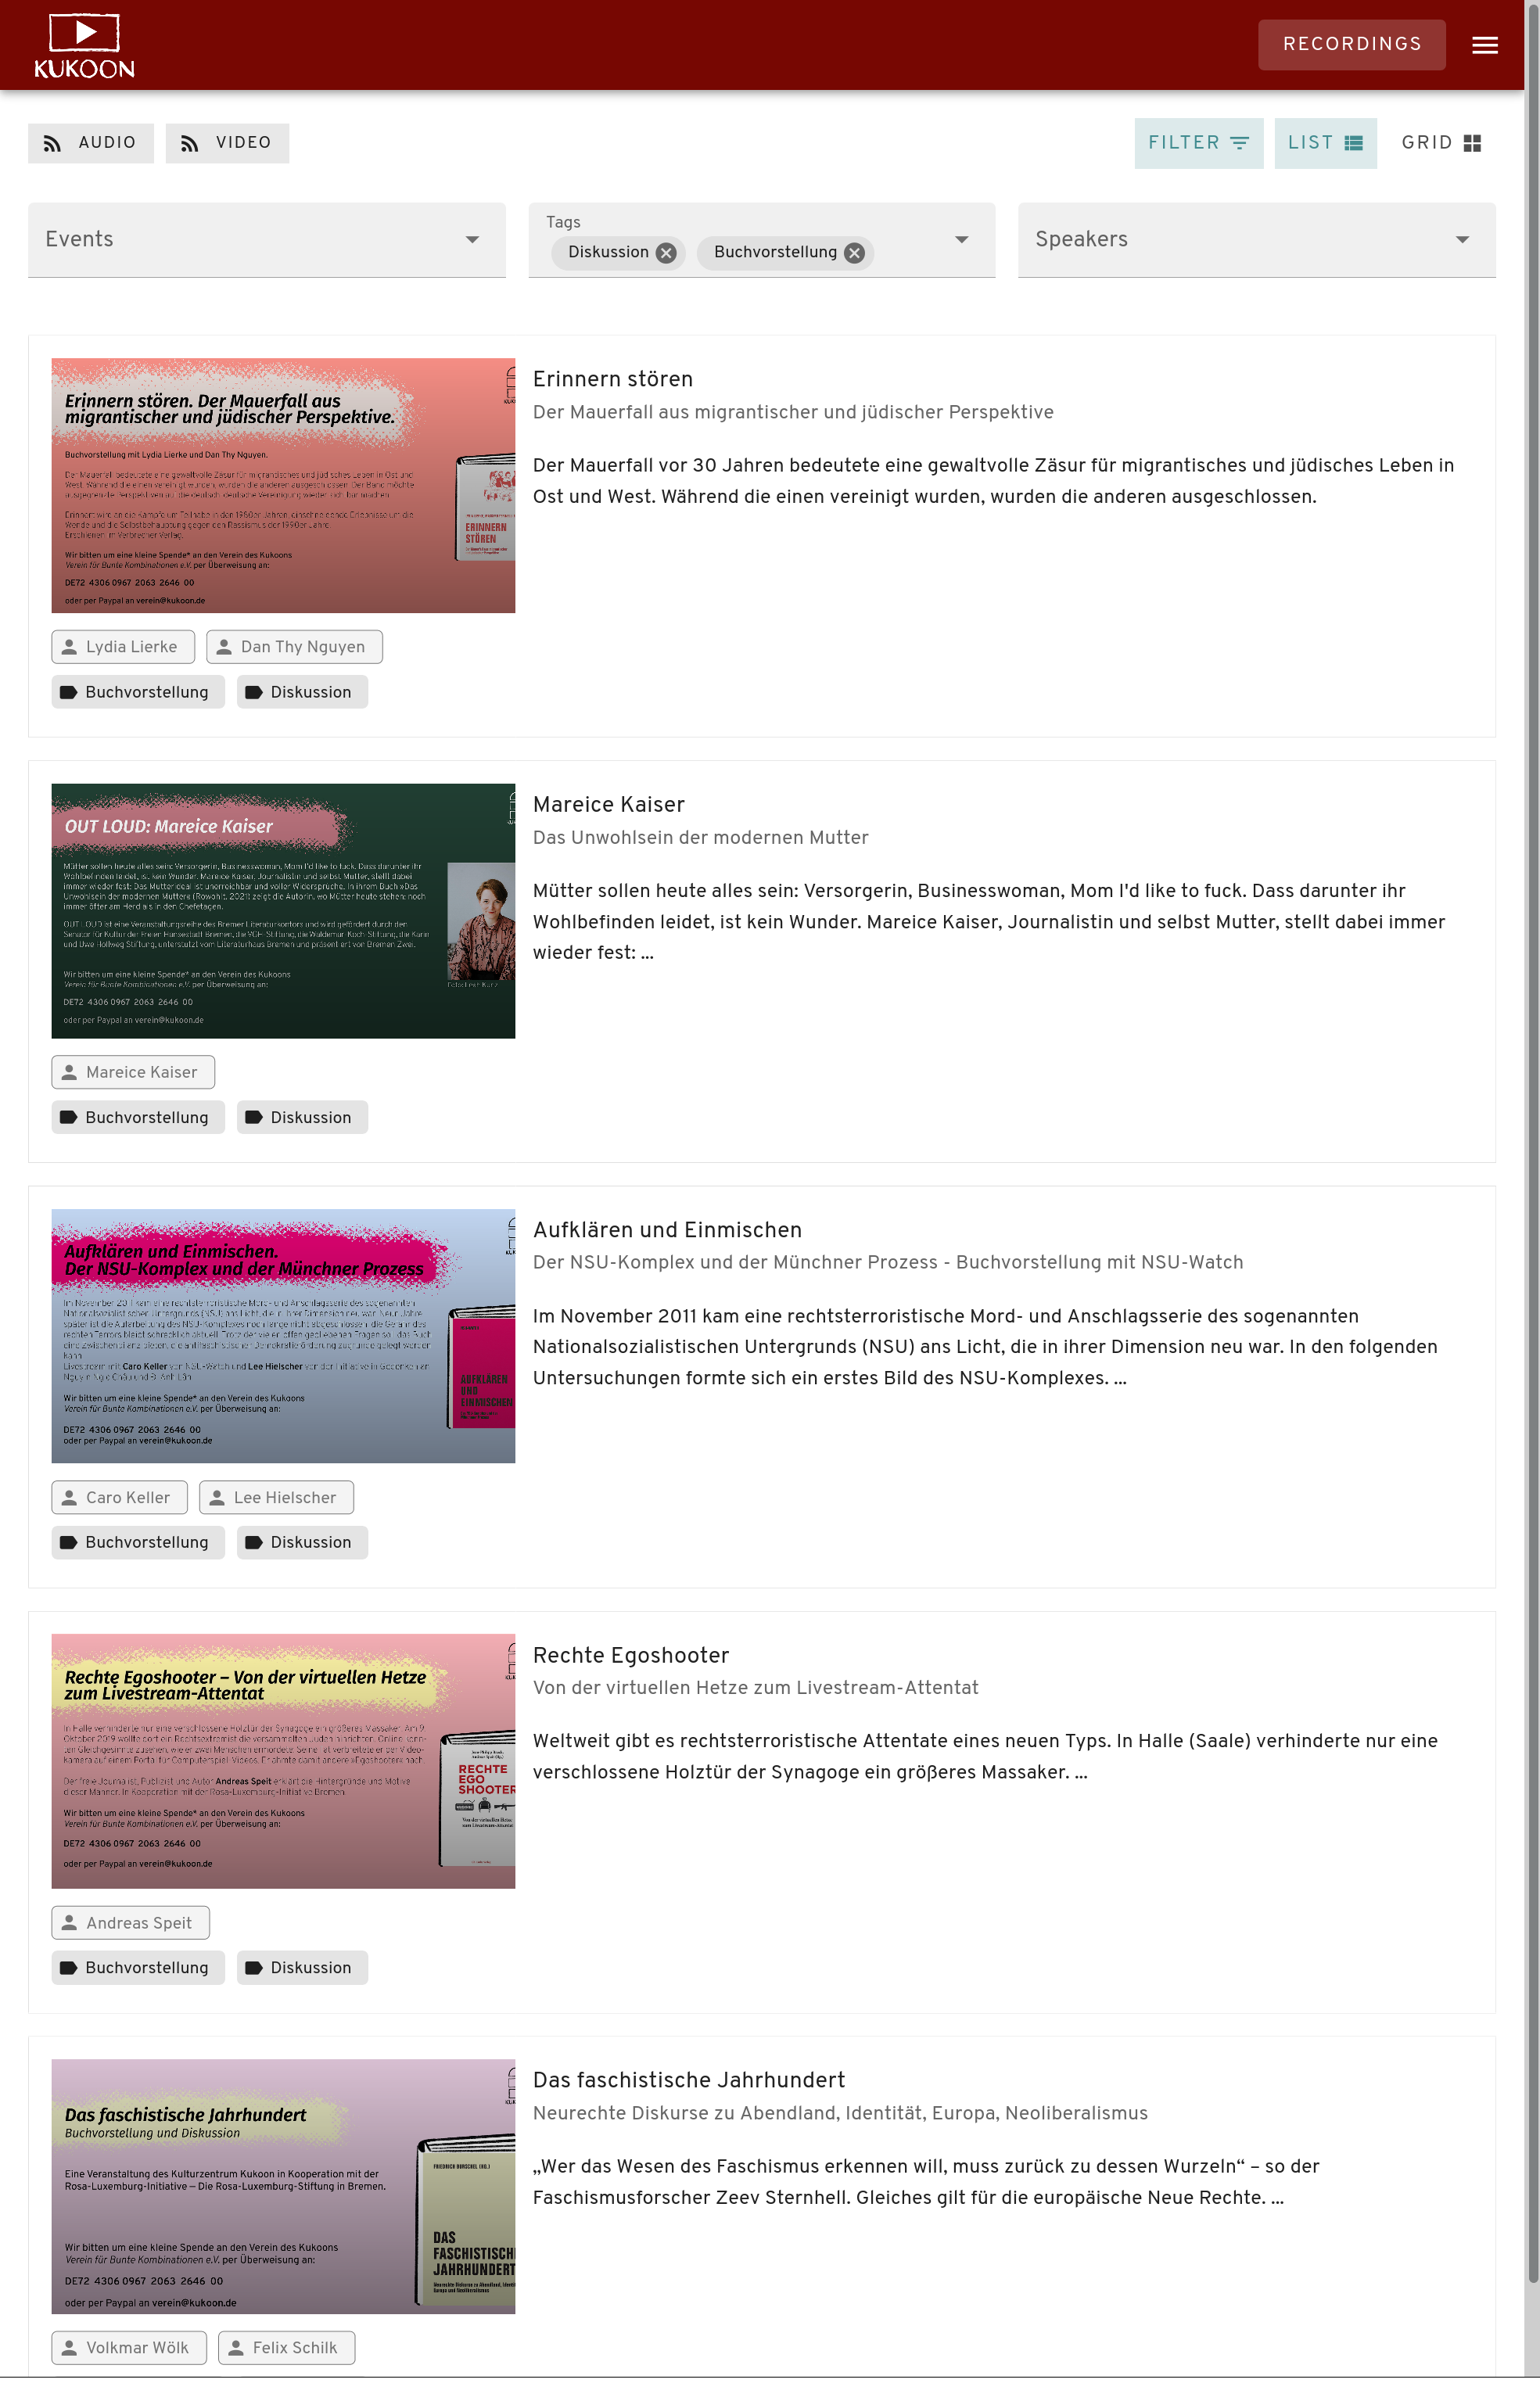 KUKOON
RECORDINGS
AUDIO
VIDEO
FILTER
LIST
GRID
Events
Tags
Diskussion
Buchvorstellung
Speakers
Erinnern stören. Der Mauerfall aus
migrantischer und jüdischer Perspektive.
Buchvorstellung mit Lydia Lierke und Dan Thy Nguyen.
Wir bitten um eine kleine Spende* an den Verein des Kukoons
Verein für Bunte Kombinationen e.V. per Überweisung an:
DE72 4306 0967 2063 2646 00
oder per Paypal an verein@kukoon.de
ERINNERN
STÖREN
Erinnern stören
Der Mauerfall aus migrantischer und jüdischer Perspektive
Der Mauerfall vor 30 Jahren bedeutete eine gewaltvolle Zäsur für migrantisches und jüdisches Leben in
Ost und West. Während die einen vereinigt wurden, wurden die anderen ausgeschlossen.
Lydia Lierke
Dan Thy Nguyen
Buchvorstellung
Diskussion
OUT LOUD: Mareice Kaiser
Wir bitten um eine kleine Spende* an den Verein des Kukoons
Verein für Bunte Kombinationen e.V. per Überweisung an:
DE72 4306 0967 2063 2646 00
oder per Paypal an verein@kukoon.de
Mareice Kaiser
Das Unwohlsein der modernen Mutter
Mütter sollen heute alles sein: Versorgerin, Businesswoman, Mom I'd like to fuck. Dass darunter ihr
Wohlbefinden leidet, ist kein Wunder. Mareice Kaiser, Journalistin und selbst Mutter, stellt dabei immer
wieder fest: ...
Mareice Kaiser
Buchvorstellung
Diskussion
Aufklären und Einmischen.
Der NSU-Komplex und der Münchner Prozess
Wir bitten um eine kleine Spende* an den Verein des Kukoons
Verein für Bunte Kombinationen e.V. per Überweisung an:
DE72 4306 0967 2063 2646 00
oder per Paypal an verein@kukoon.de
AUFKLÄREN
UND
EINMISCHEN
Aufklären und Einmischen
Der NSU-Komplex und der Münchner Prozess - Buchvorstellung mit NSU-Watch
Im November 2011 kam eine rechtsterroristische Mord- und Anschlagsserie des sogenannten
Nationalsozialistischen Untergrunds (NSU) ans Licht, die in ihrer Dimension neu war. In den folgenden
Untersuchungen formte sich ein erstes Bild des NSU-Komplexes. ...
Caro Keller
Lee Hielscher
Buchvorstellung
Diskussion
Rechte Egoshooter – Von der virtuellen Hetze
zum Livestream-Attentat
Wir bitten um eine kleine Spende* an den Verein des Kukoons
Verein für Bunte Kombinationen e.V. per Überweisung an:
DE72 4306 0967 2063 2646 00
oder per Paypal an verein@kukoon.de
RECHTE
EGO
SHOOTER
Rechte Egoshooter
Von der virtuellen Hetze zum Livestream-Attentat
Weltweit gibt es rechtsterroristische Attentate eines neuen Typs. In Halle (Saale) verhinderte nur eine
verschlossene Holztür der Synagoge ein größeres Massaker. ...
Andreas Speit
Buchvorstellung
Diskussion
Das faschistische Jahrhundert
Buchvorstellung und Diskussion
Eine Veranstaltung des Kulturzentrum Kukoon in Kooperation mit der
Rosa-Luxemburg-Initiative – Die Rosa-Luxemburg-Stiftung in Bremen.
Wir bitten um eine kleine Spende an den Verein des Kukoons
Verein für Bunte Kombinationen e.V. per Überweisung an:
DE72 4306 0967 2063 2646 00
oder per Paypal an verein@kukoon.de
FRIEDRICH BURSCHEL (HG.)
DAS
FASCHISTISCHE
JAHRHUNDERT
Das faschistische Jahrhundert
Neurechte Diskurse zu Abendland, Identität, Europa, Neoliberalismus
„Wer das Wesen des Faschismus erkennen will, muss zurück zu dessen Wurzeln“ – so der
Faschismusforscher Zeev Sternhell. Gleiches gilt für die europäische Neue Rechte. ...
Volkmar Wölk
Felix Schilk